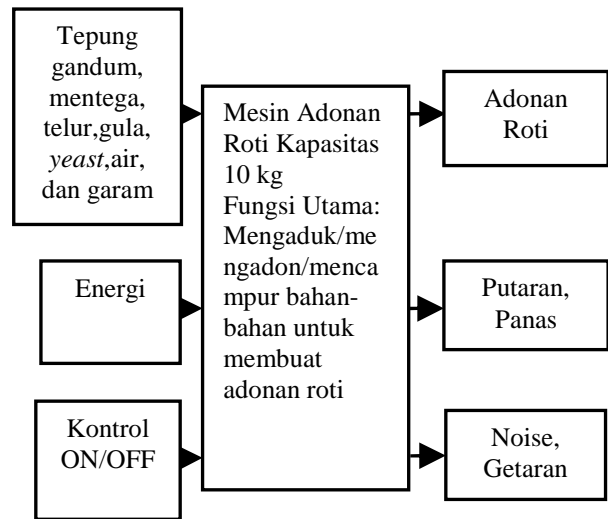 Tepung
gandum,
mentega,
telur,gula,
yeast,air,
dan garam
Energi
Kontrol
ON/OFF
Mesin Adonan
Roti Kapasitas
10 kg
Fungsi Utama:
Mengaduk/me
ngadon/menca
mpur bahan-
bahan untuk
membuat
adonan roti
Adonan
Roti
Putaran,
Panas
Noise,
Getaran